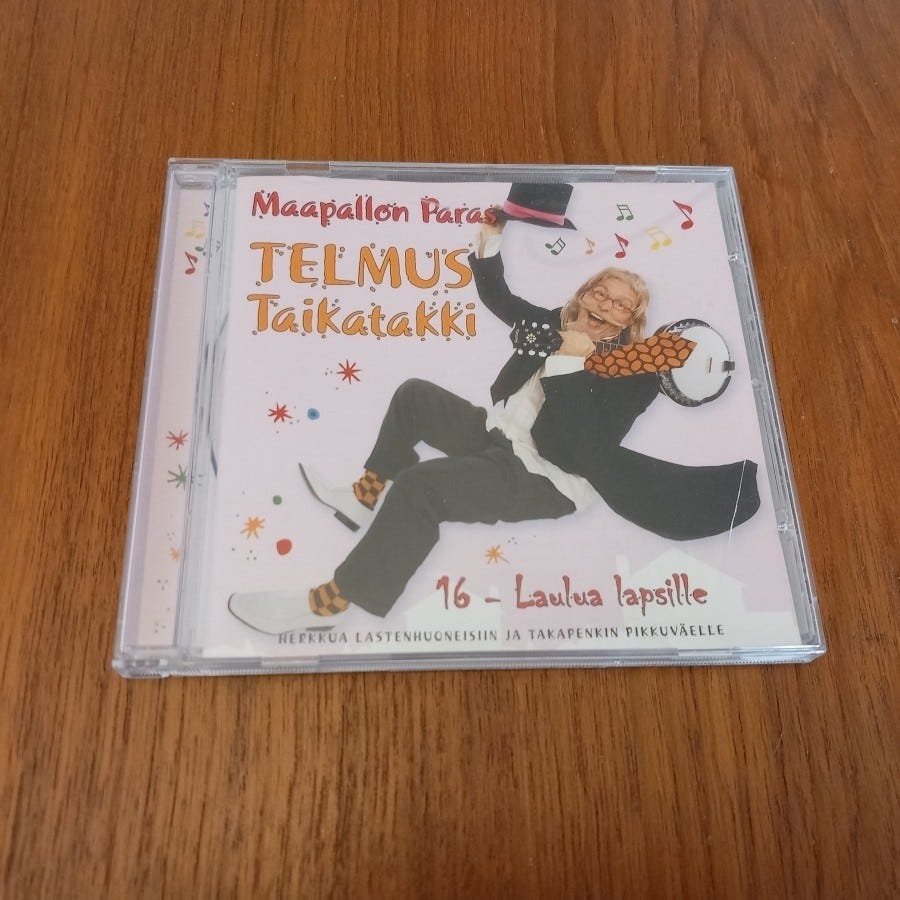 Maapallon Paras
TELMUS
Taikatakki
16 - Laulua lapsille
HERKKUA LASTENHUONEISIIN JA TAKAPENKIN PIKKUVÄELLE